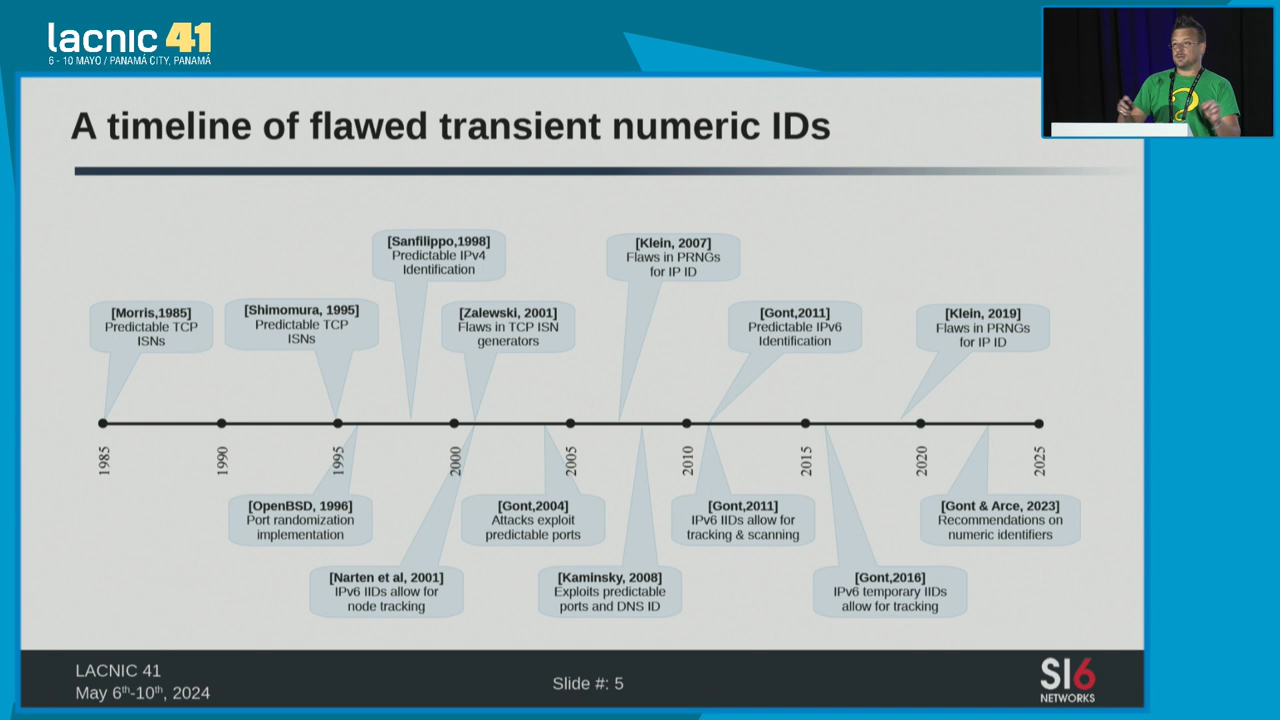 lacnic 41
6 - 10 MAYO / PANAMÁ CITY, PANAMÁ
A timeline of flawed transient numeric IDs
[Sanfilippo,1998]
Predictable IPv4
Identification
[Klein, 2007]
Flaws in PRNGs
for IP ID
[Morris,1985]
Predictable TCP
ISNs
[Shimomura, 1995]
Predictable TCP
ISNs
[Zalewski, 2001]
Flaws in TCP ISN
generators
[Gont,2011]
Predictable IPv6
Identification
[Klein, 2019]
Flaws in PRNGs
for IP ID
1985
1990
1995
2000
2005
2010
2015
2020
2025
[OpenBSD, 1996]
Port randomization
implementation
[Gont,2004]
Attacks exploit
predictable ports
[Gont,2011]
IPv6 IIDs allow for
tracking & scanning
[Gont & Arce, 2023]
Recommendations on
numeric identifiers
[Narten et al, 2001]
IPv6 IIDs allow for
node tracking
[Kaminsky, 2008]
Exploits predictable
ports and DNS ID
[Gont,2016]
IPv6 temporary IIDs
allow for tracking
LACNIC 41
May 6th-10th, 2024
Slide #: 5
SI6
NETWORKS
?